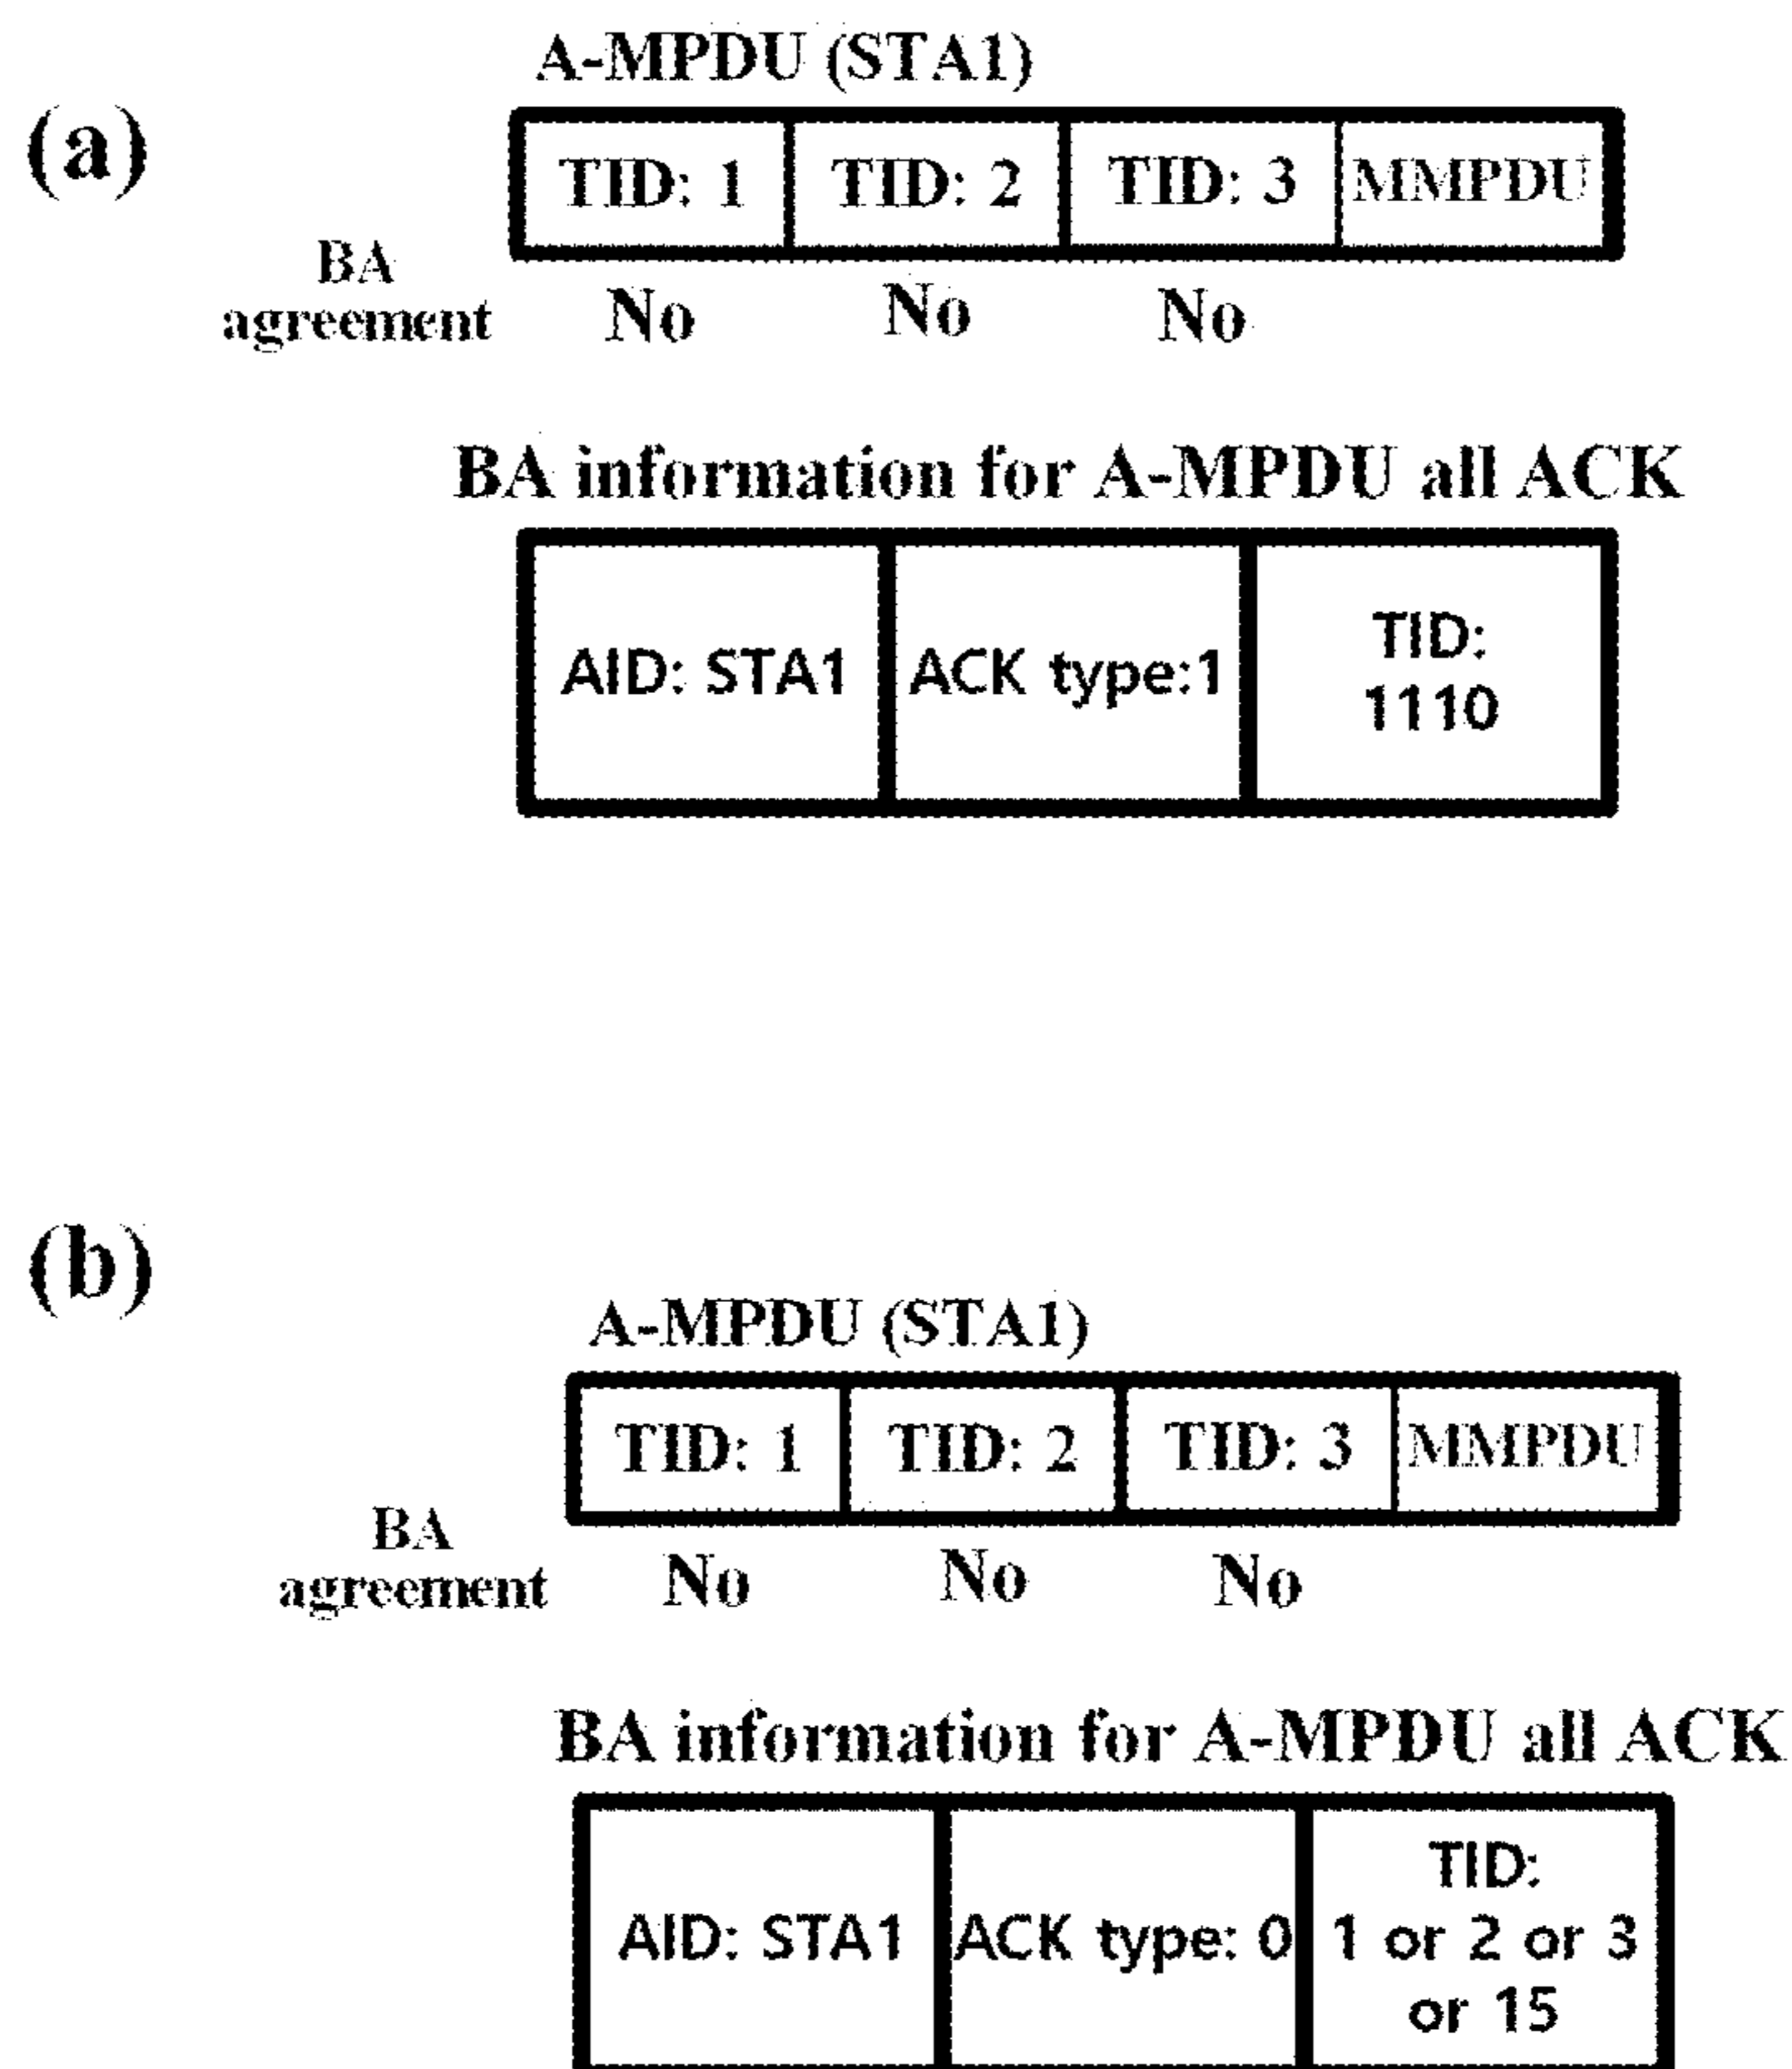 (a)
A-MPDU (STA1)
TID: 1 TID: 2 TID: 3 MMPDU
BA
agreement No No No
BA information for A-MPDU all ACK
AID: STA1 ACK type:1 TID:
1110
(b)
A-MPDU (STA1)
TID: 1 TID: 2 TID: 3 MMPDU
BA
agreement No No No
BA information for A-MPDU all ACK
TID:
AID: STA1 ACK type: 0 1 or 2 or 3
or 15